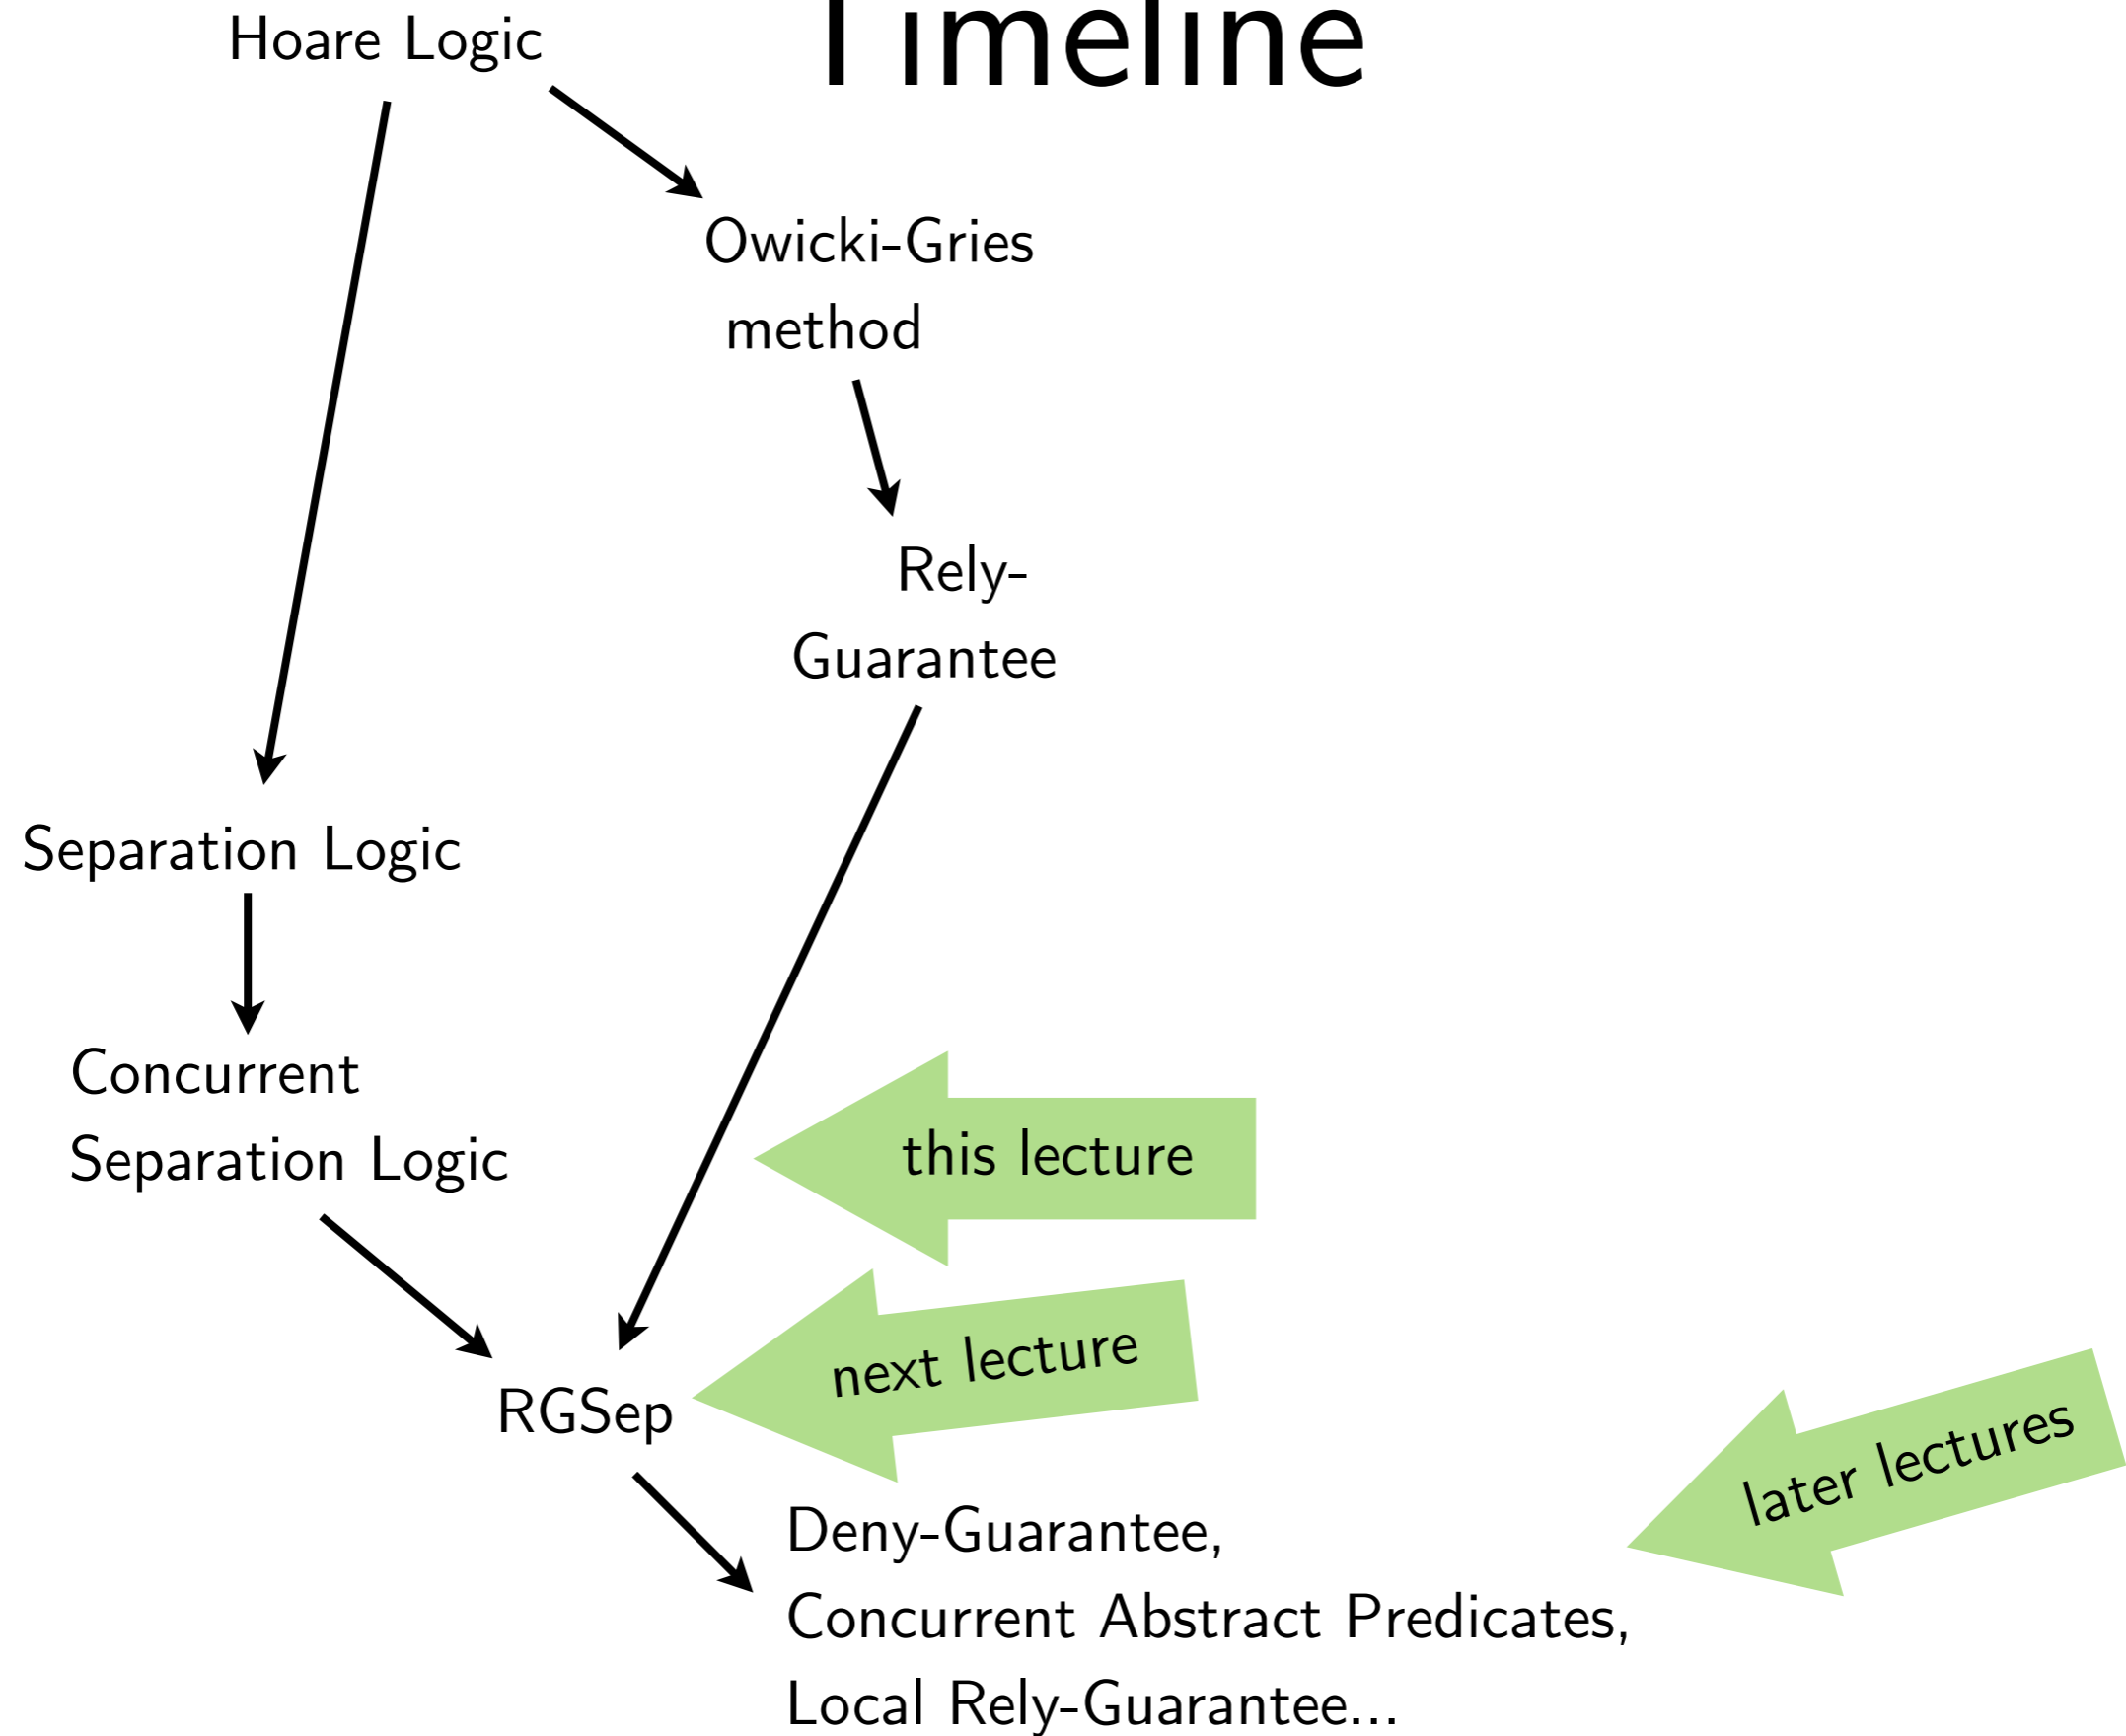 Timeline
Hoare Logic
Owicki-Gries
method
Rely-
Guarantee
Separation Logic
Concurrent
Separation Logic
this lecture
next lecture
RGSep
later lectures
Deny-Guarantee,
Concurrent Abstract Predicates,
Local Rely-Guarantee...